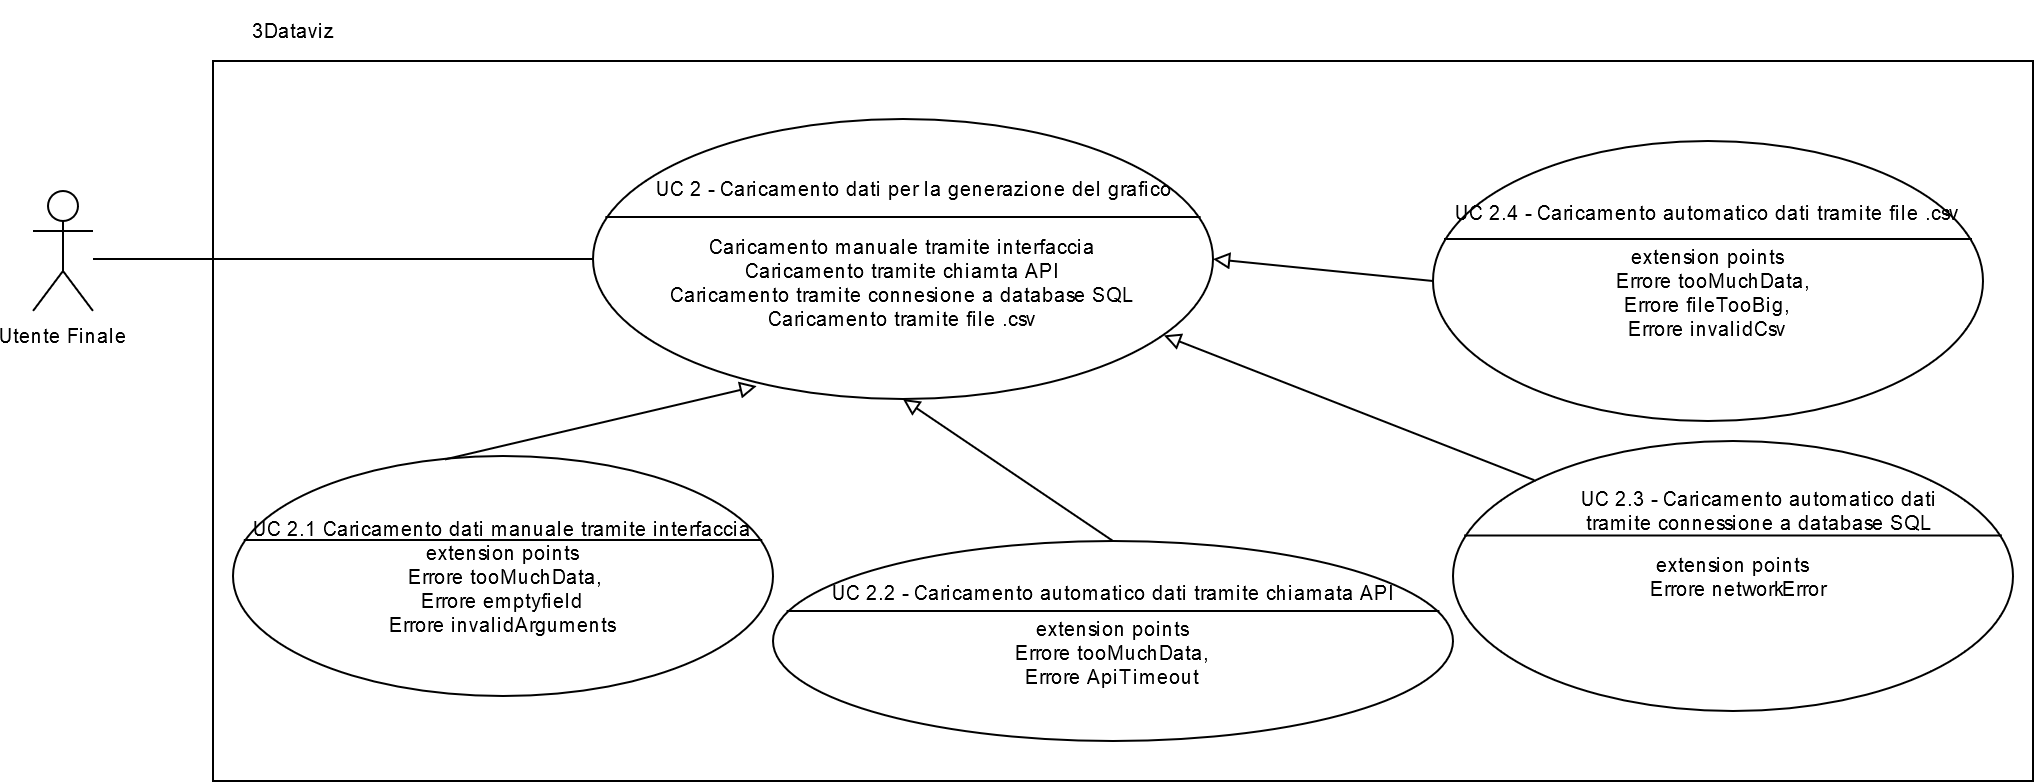 3Dataviz
Utente Finale
UC 2 - Caricamento dati per la generazione del grafico
Caricamento manuale tramite interfaccia
Caricamento tramite chiamta API
Caricamento tramite connesione a database SQL
Caricamento tramite file .csv
UC 2.4 - Caricamento automatico dati tramite file .csv
extension points
Errore tooMuchData,
Errore fileTooBig,
Errore invalidCsv
UC 2.1 Caricamento dati manuale tramite interfaccia
extension points
Errore tooMuchData,
Errore emptyfield
Errore invalidArguments
UC 2.2 - Caricamento automatico dati tramite chiamata API
extension points
Errore tooMuchData,
Errore ApiTimeout
UC 2.3 - Caricamento automatico dati
tramite connessione a database SQL
extension points
Errore networkError